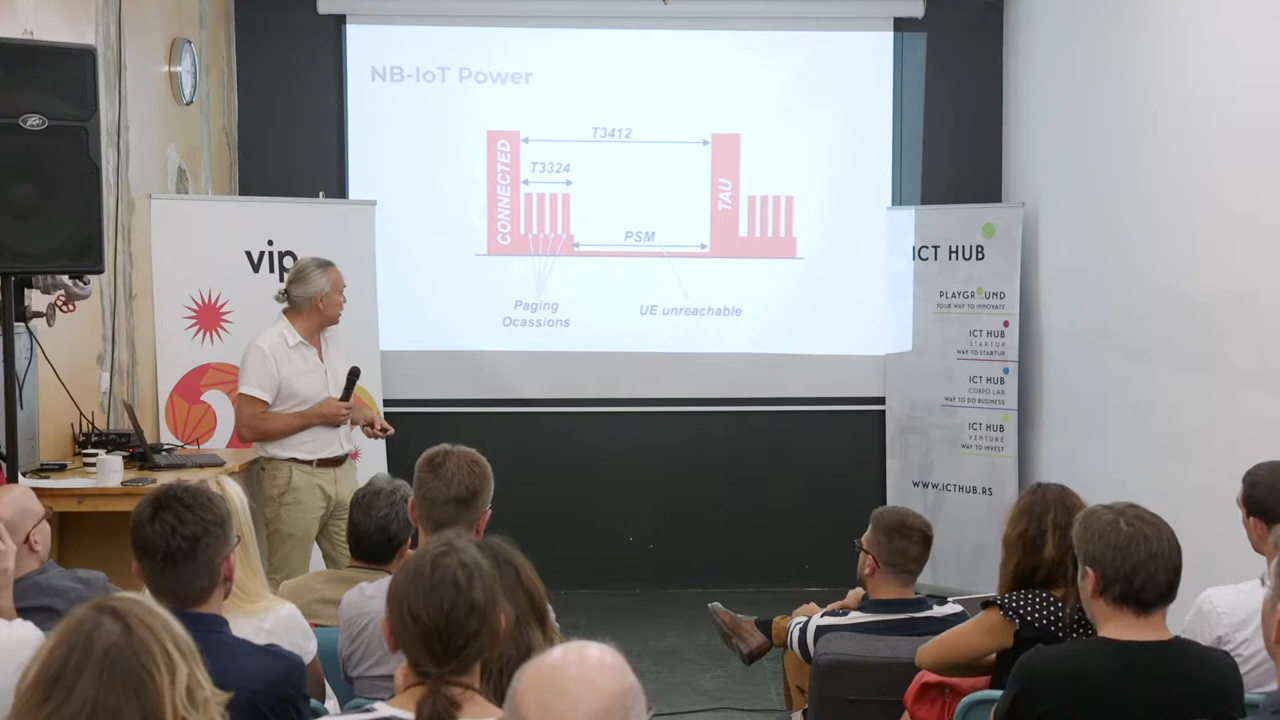 PEAVEY
vip
NB-IoT Power
T3412
T3324
CONNECTED
TAU
PSM
Paging
Ocassions
UE unreachable
ICT HUB
PLAYGROUND
YOUR WAY TO INNOVATE
ICT HUB
STARTUP
WAY TO STARTUP
ICT HUB
CORPO LAB
WAY TO DO BUSINESS
ICT HUB
VENTURE
WAY TO INVEST
WWW.ICTHUB.RS